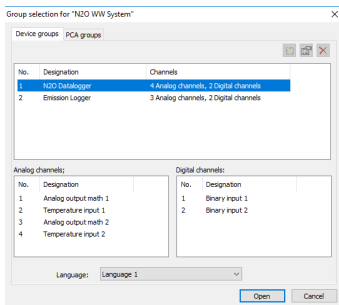 Group selection for "N2O WW System"
Device groups PCA groups
No. Designation Channels
1 N2O Datalogger 4 Analog channels, 2 Digital channels
2 Emission Logger 3 Analog channels, 2 Digital channels
Analog channels; Digital channels:
No. Designation No. Designation
1 Analog output math 1 1 Binary input 1
2 Temperature input 1 2 Binary input 2
3 Analog output math 2
4 Temperature input 2
Language: Language 1
Open Cancel